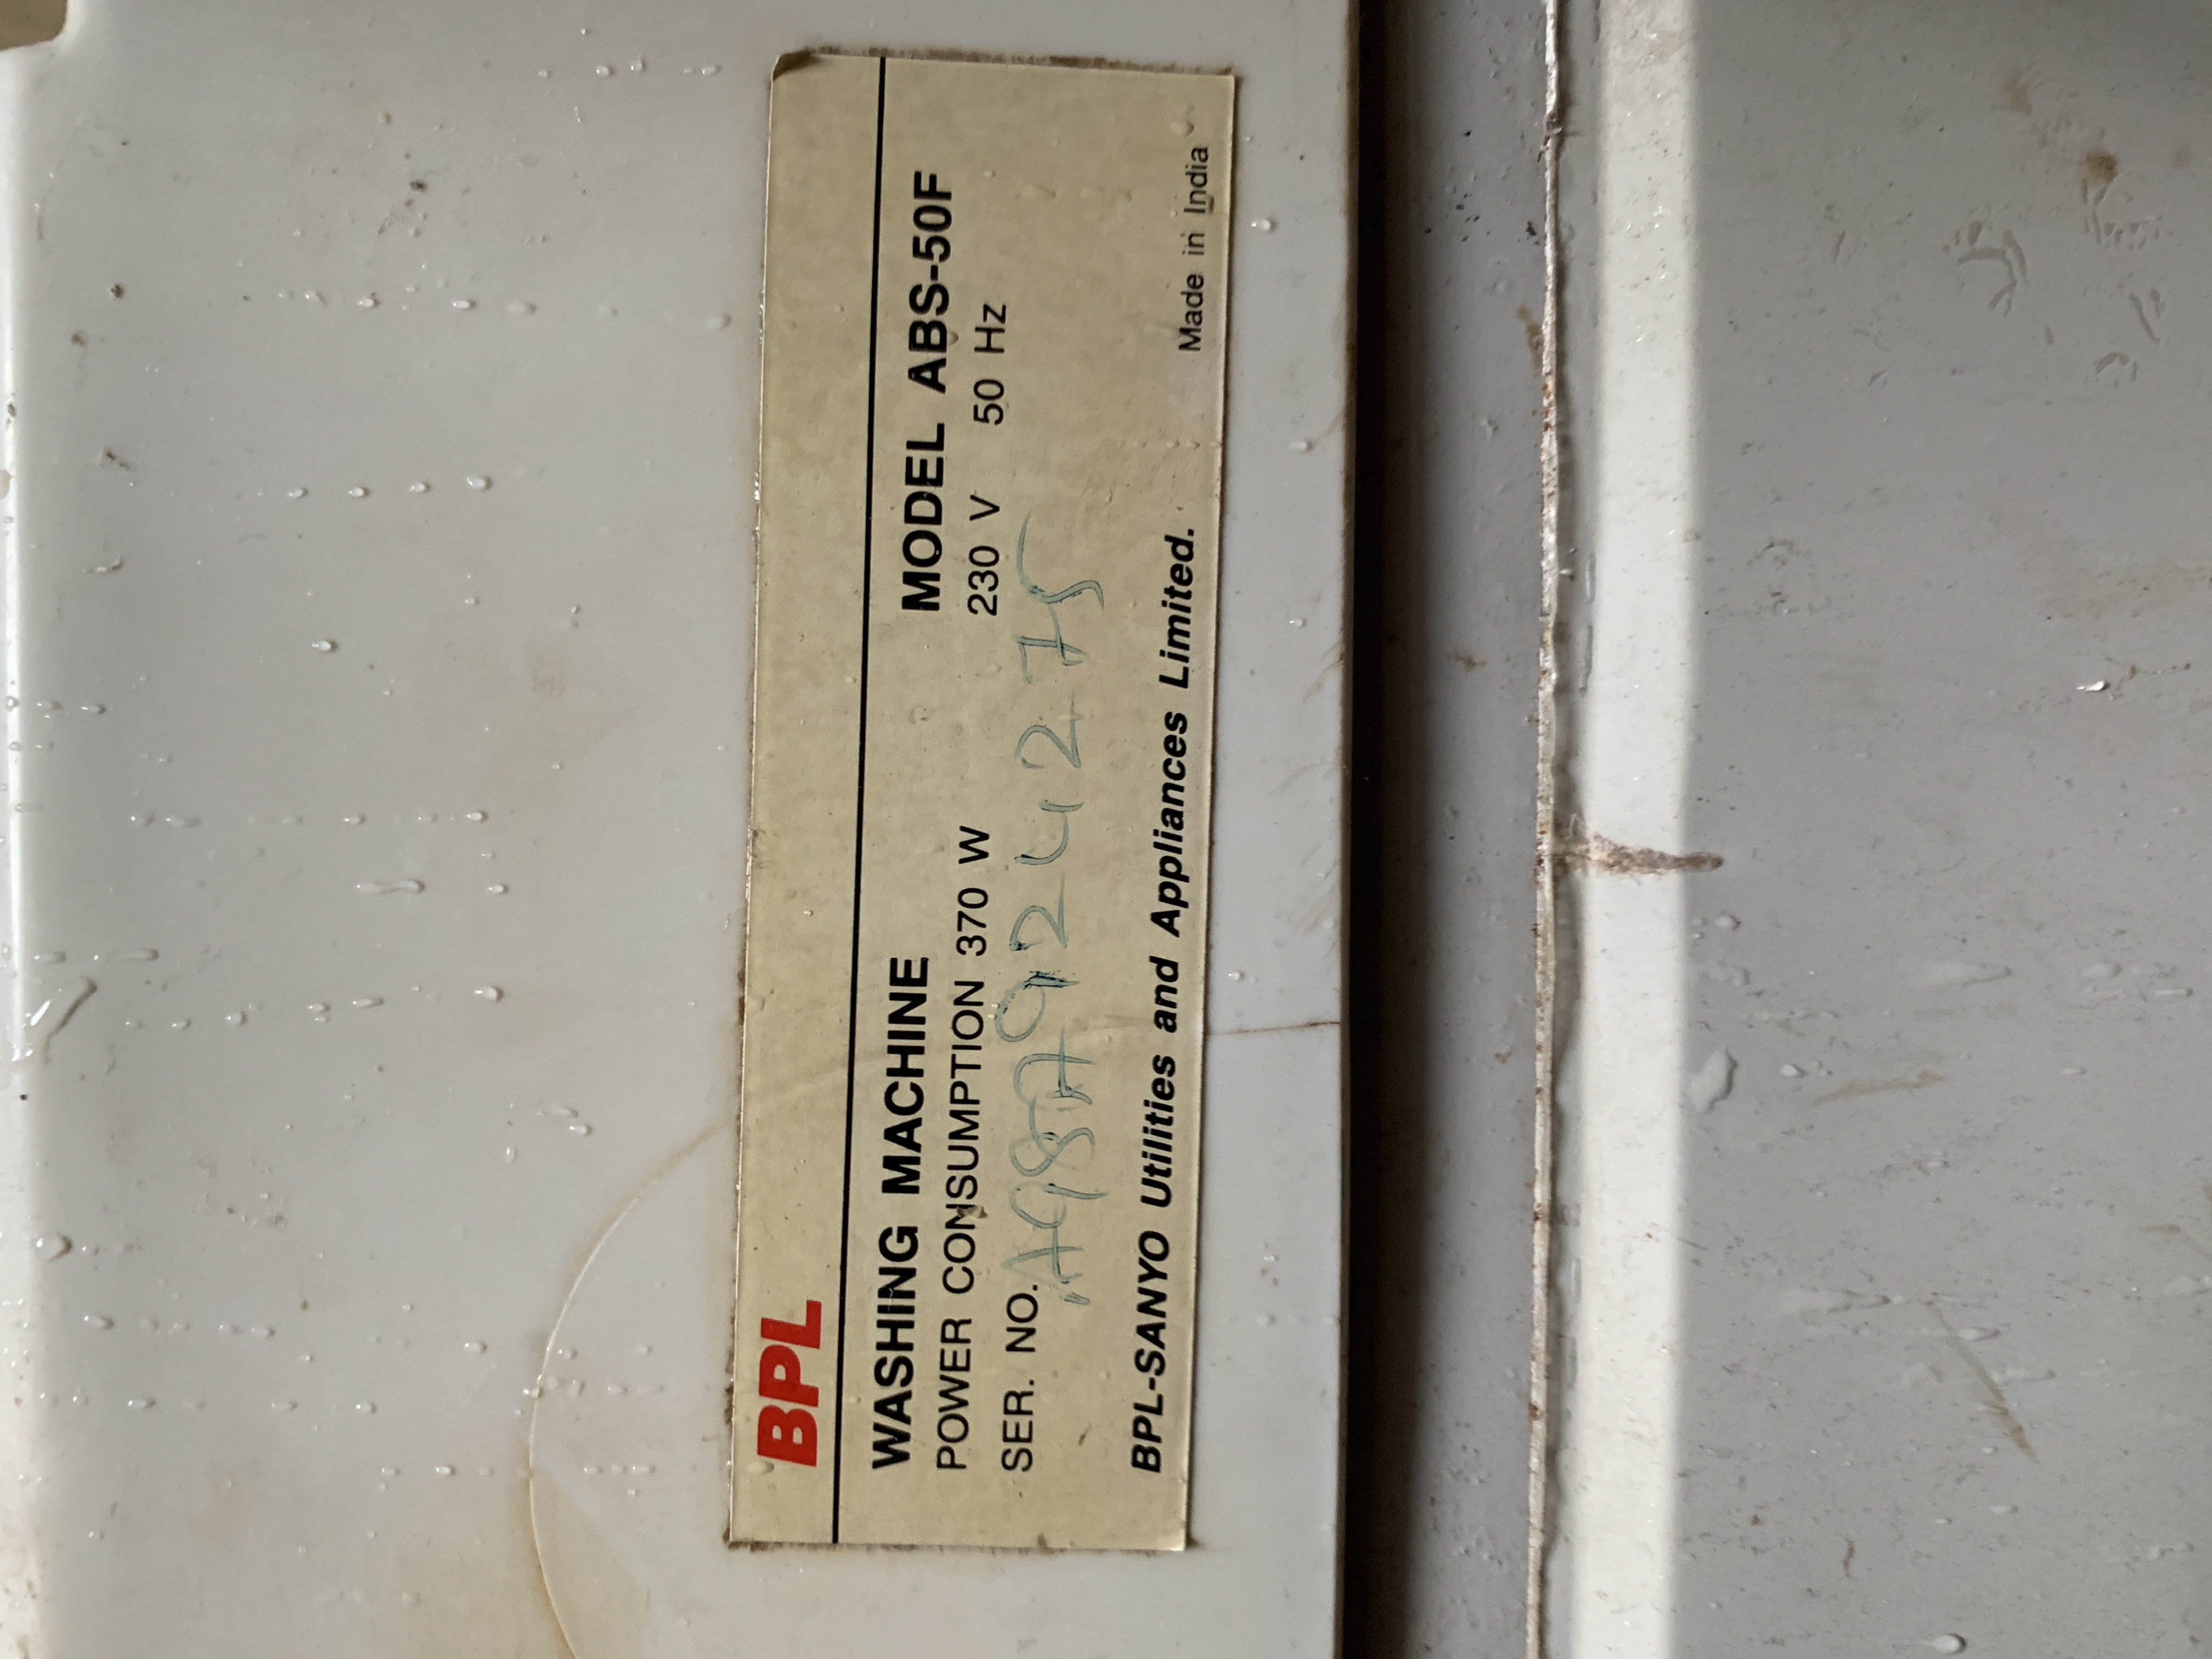 BPL
WASHING MACHINE MODEL ABS-50F
POWER CONSUMPTION 370 W 230 V 50 Hz
SER. NO. A98A924275
BPL-SANYO Utilities and Appliances Limited. Made in India